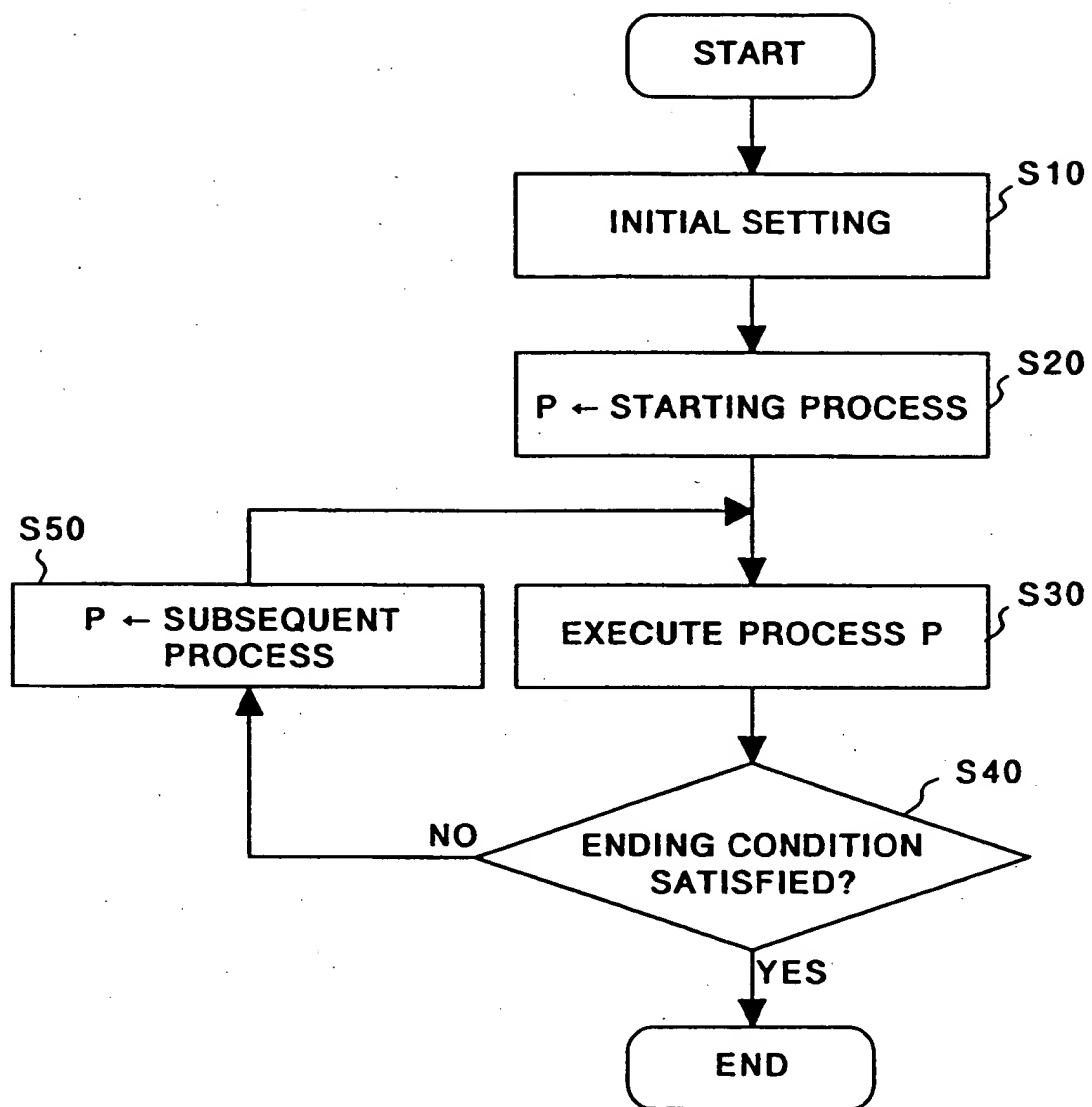 START
S10
INITIAL SETTING
S20
P ← STARTING PROCESS
S50
P ← SUBSEQUENT
PROCESS
S30
EXECUTE PROCESS P
S40
NO
ENDING CONDITION
SATISFIED?
YES
END